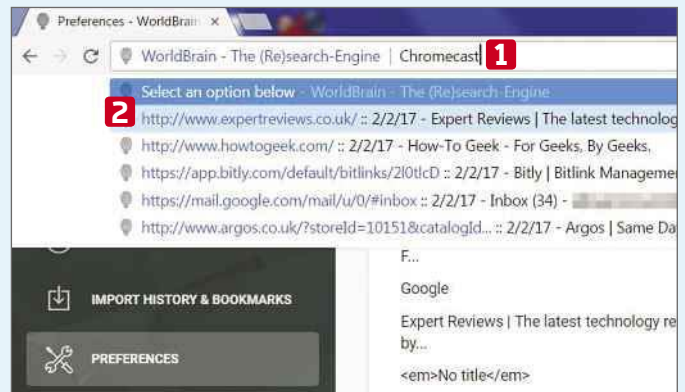 Preferences - WorldBrain ×
WorldBrain - The (Re)search-Engine | Chromecast 1
Select an option below - WorldBrain - The (Re)search-Engine
2 http://www.expertreviews.co.uk/ :: 2/2/17 - Expert Reviews | The latest technolog
http://www.howtogeek.com/ :: 2/2/17 - How-To Geek - For Geeks, By Geeks.
https://app.bitly.com/default/bitlinks/2l0tlcD :: 2/2/17 - Bitly | Bitlink Manageme
https://mail.google.com/mail/u/0/#inbox :: 2/2/17 - Inbox (34) -
http://www.argos.co.uk/?storeId=10151&catalogId... :: 2/2/17 - Argos | Same Da
F...
IMPORT HISTORY & BOOKMARKS
Google
Expert Reviews | The latest technology re
by...
PREFERENCES
<em>No title</em>